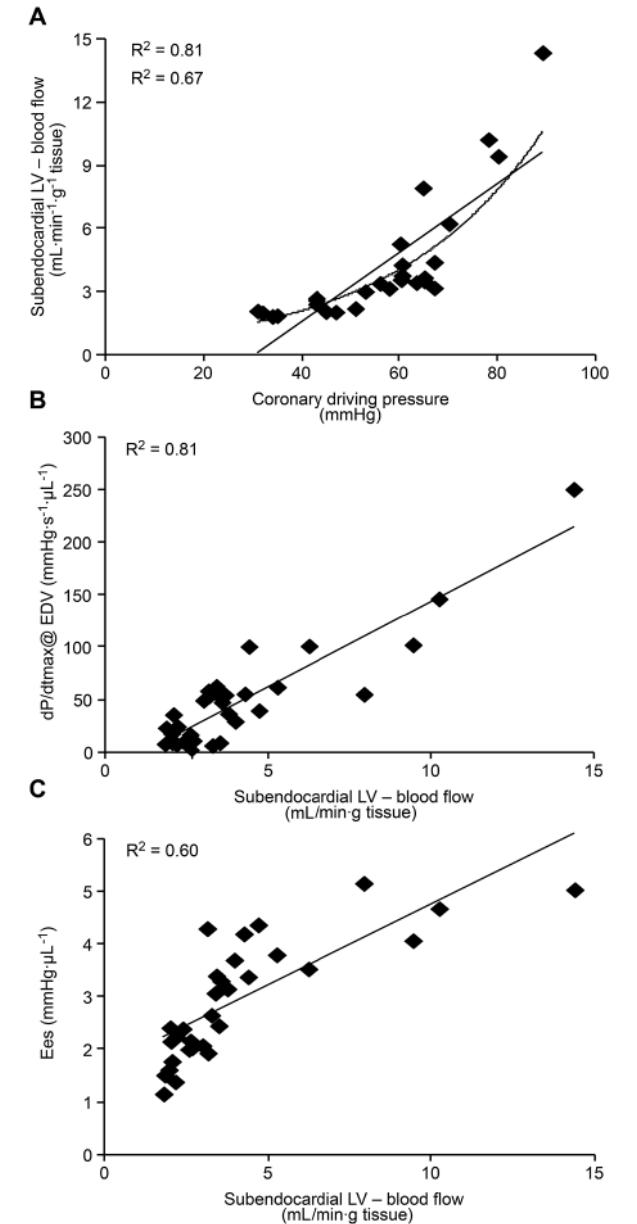 A
R² = 0.81
R² = 0.67
Subendocardial LV – blood flow
(mL·min⁻¹·g⁻¹ tissue)
15
12
9
6
3
0
0 20 40 60 80 100
Coronary driving pressure
(mmHg)
B
R² = 0.81
dP/dtmax@ EDV (mmHg·s⁻¹·µL⁻¹)
300
250
200
150
100
50
0
0 5 10 15
Subendocardial LV – blood flow
(mL/min·g tissue)
C
R² = 0.60
Ees (mmHg·µL⁻¹)
6
5
4
3
2
1
0
0 5 10 15
Subendocardial LV – blood flow
(mL/min·g tissue)